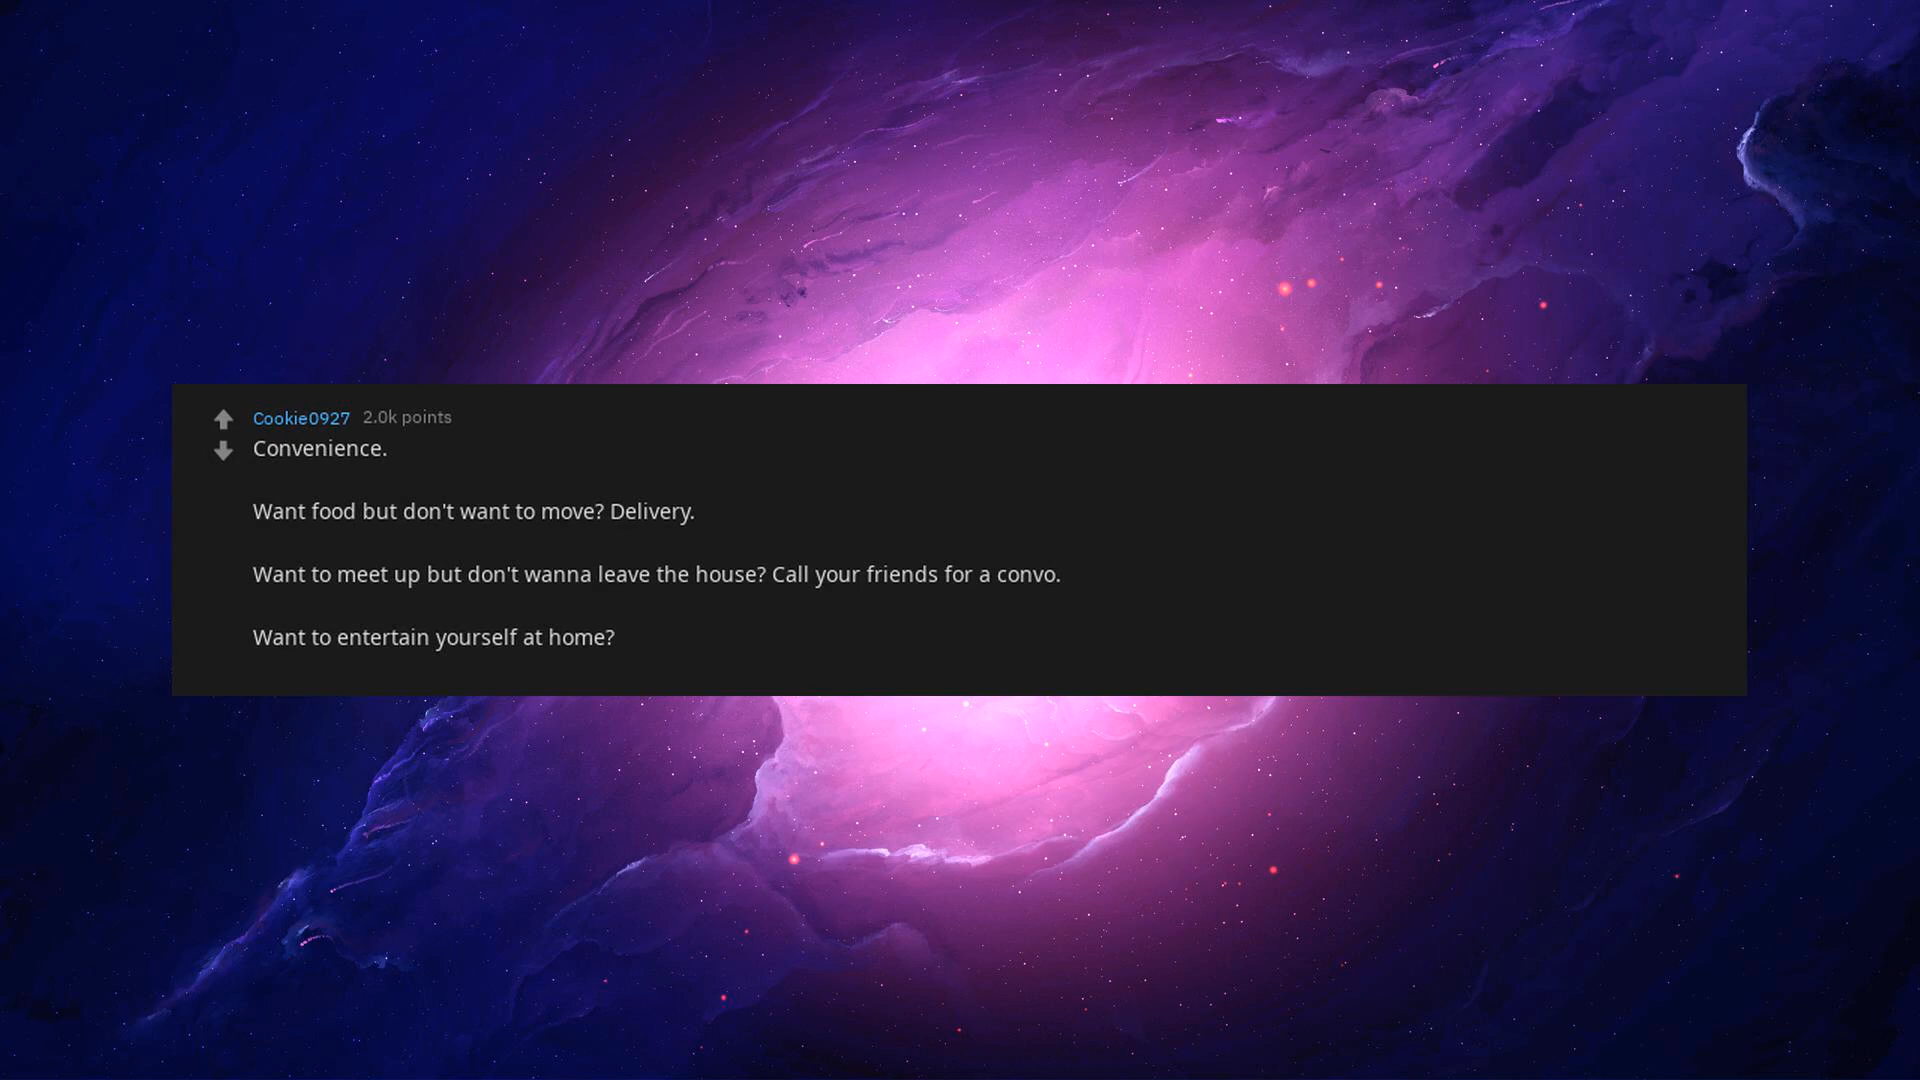 Cookie0927 2.0k points
Convenience.
Want food but don't want to move? Delivery.
Want to meet up but don't wanna leave the house? Call your friends for a convo.
Want to entertain yourself at home?